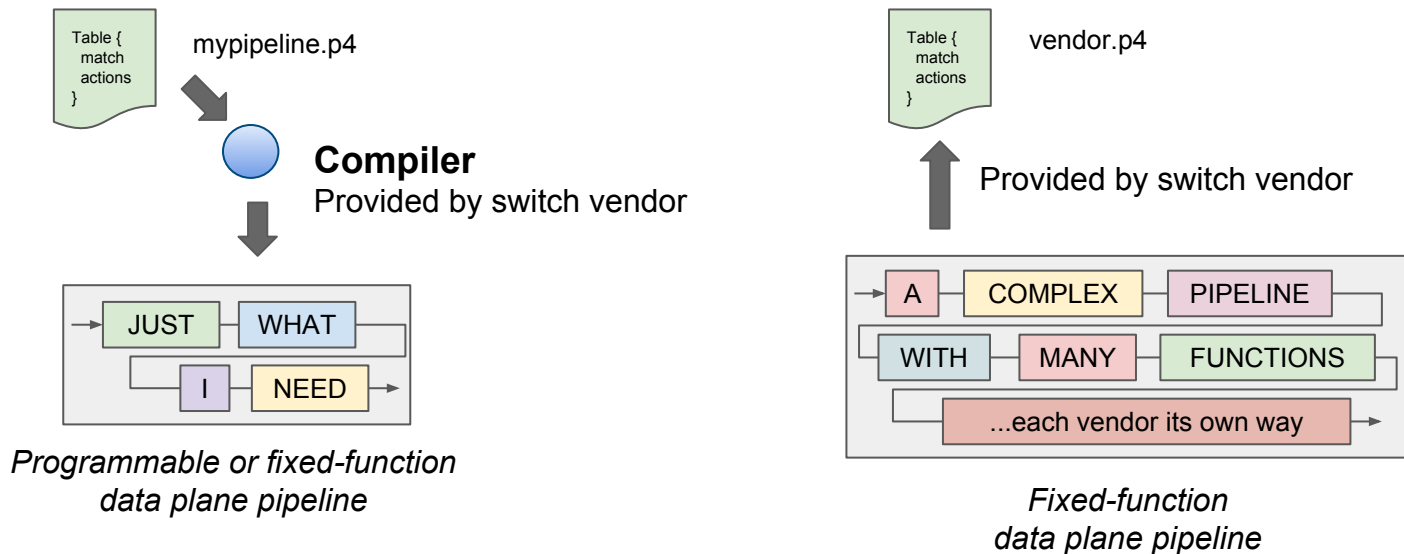 Table {
match
actions
}
mypipeline.p4
Compiler
Provided by switch vendor
JUST WHAT
I NEED
Programmable or fixed-function
data plane pipeline
Table {
match
actions
}
vendor.p4
Provided by switch vendor
A COMPLEX PIPELINE
WITH MANY FUNCTIONS
...each vendor its own way
Fixed-function
data plane pipeline